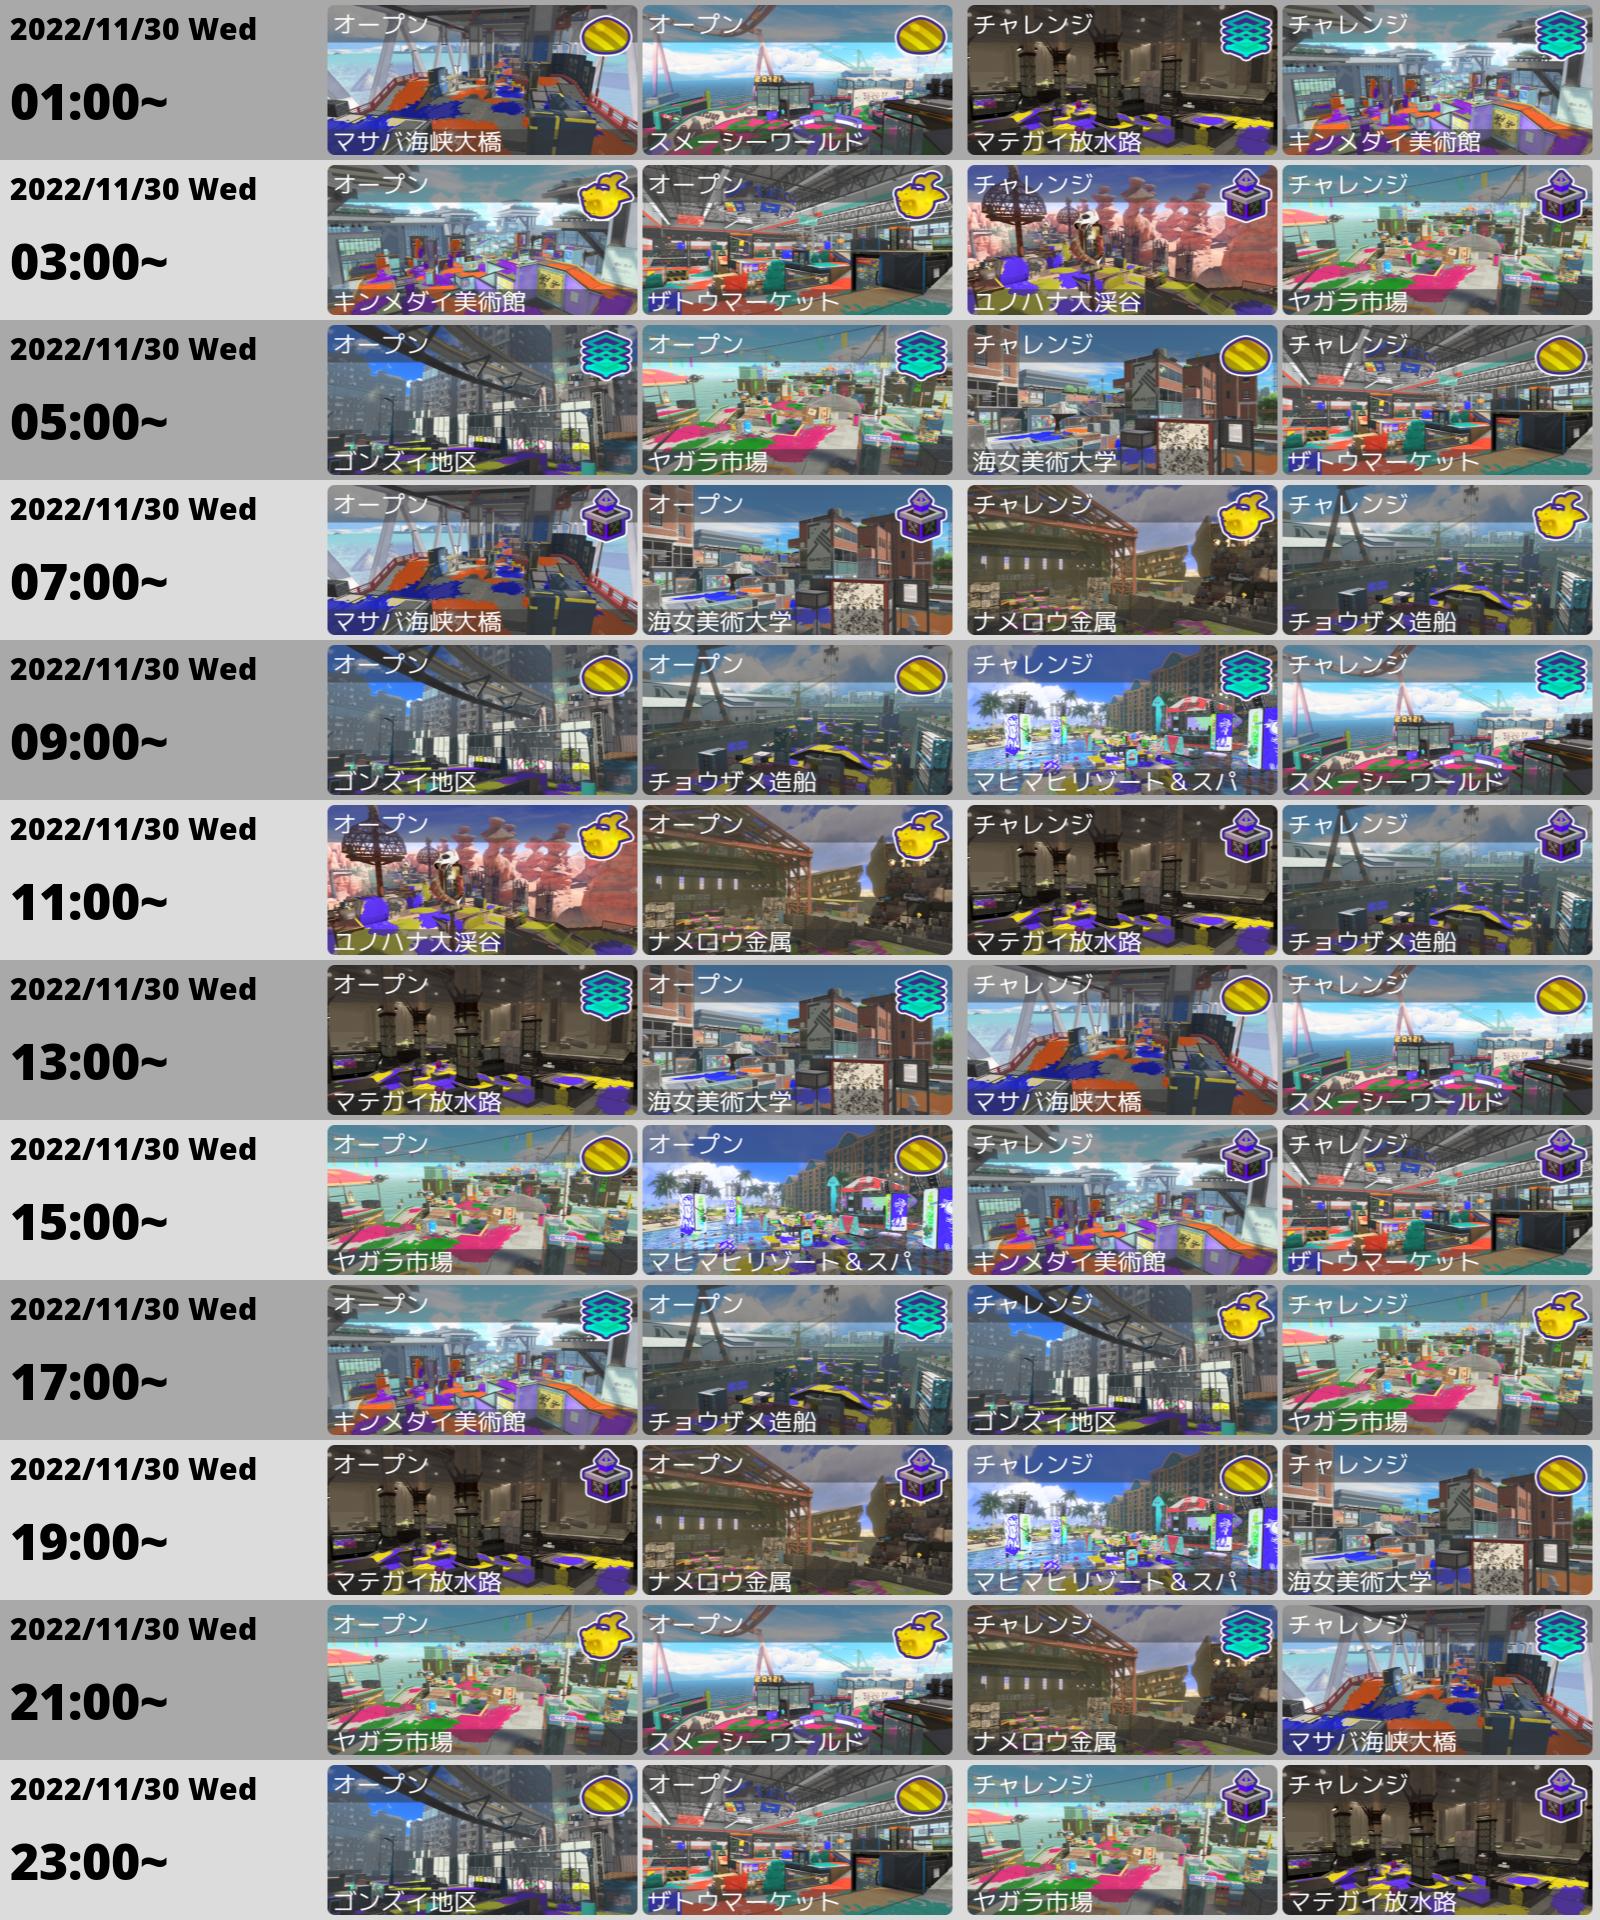 2022/11/30 Wed
01:00~
オープン
マサバ海峡大橋
オープン
スメーシーワールド
チャレンジ
マテガイ放水路
チャレンジ
キンメダイ美術館
2022/11/30 Wed
03:00~
オープン
キンメダイ美術館
オープン
ザトウマーケット
チャレンジ
ユノハナ大渓谷
チャレンジ
ヤガラ市場
2022/11/30 Wed
05:00~
オープン
ゴンズイ地区
オープン
ヤガラ市場
チャレンジ
海女美術大学
チャレンジ
ザトウマーケット
2022/11/30 Wed
07:00~
オープン
マサバ海峡大橋
オープン
海女美術大学
チャレンジ
ナメロウ金属
チャレンジ
チョウザメ造船
2022/11/30 Wed
09:00~
オープン
ゴンズイ地区
オープン
チョウザメ造船
チャレンジ
マヒマヒリゾート＆スパ
チャレンジ
スメーシーワールド
2022/11/30 Wed
11:00~
オープン
ユノハナ大渓谷
オープン
ナメロウ金属
チャレンジ
マテガイ放水路
チャレンジ
チョウザメ造船
2022/11/30 Wed
13:00~
オープン
マテガイ放水路
オープン
海女美術大学
チャレンジ
マサバ海峡大橋
チャレンジ
スメーシーワールド
2022/11/30 Wed
15:00~
オープン
ヤガラ市場
オープン
マヒマヒリゾート＆スパ
チャレンジ
キンメダイ美術館
チャレンジ
ザトウマーケット
2022/11/30 Wed
17:00~
オープン
キンメダイ美術館
オープン
チョウザメ造船
チャレンジ
ゴンズイ地区
チャレンジ
ヤガラ市場
2022/11/30 Wed
19:00~
オープン
マテガイ放水路
オープン
ナメロウ金属
チャレンジ
マヒマヒリゾート＆スパ
チャレンジ
海女美術大学
2022/11/30 Wed
21:00~
オープン
ヤガラ市場
オープン
スメーシーワールド
チャレンジ
ナメロウ金属
チャレンジ
マサバ海峡大橋
2022/11/30 Wed
23:00~
オープン
ゴンズイ地区
オープン
ザトウマーケット
チャレンジ
ヤガラ市場
チャレンジ
マテガイ放水路